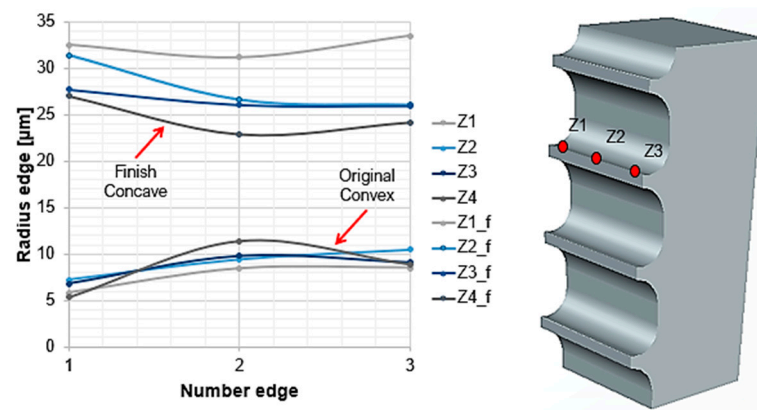 35
30
25
20
15
10
5
0
Radius edge [µm]
Finish
Concave
Original
Convex
1
2
3
Number edge
Z1
Z2
Z3
Z4
Z1_f
Z2_f
Z3_f
Z4_f
Z1
Z2
Z3